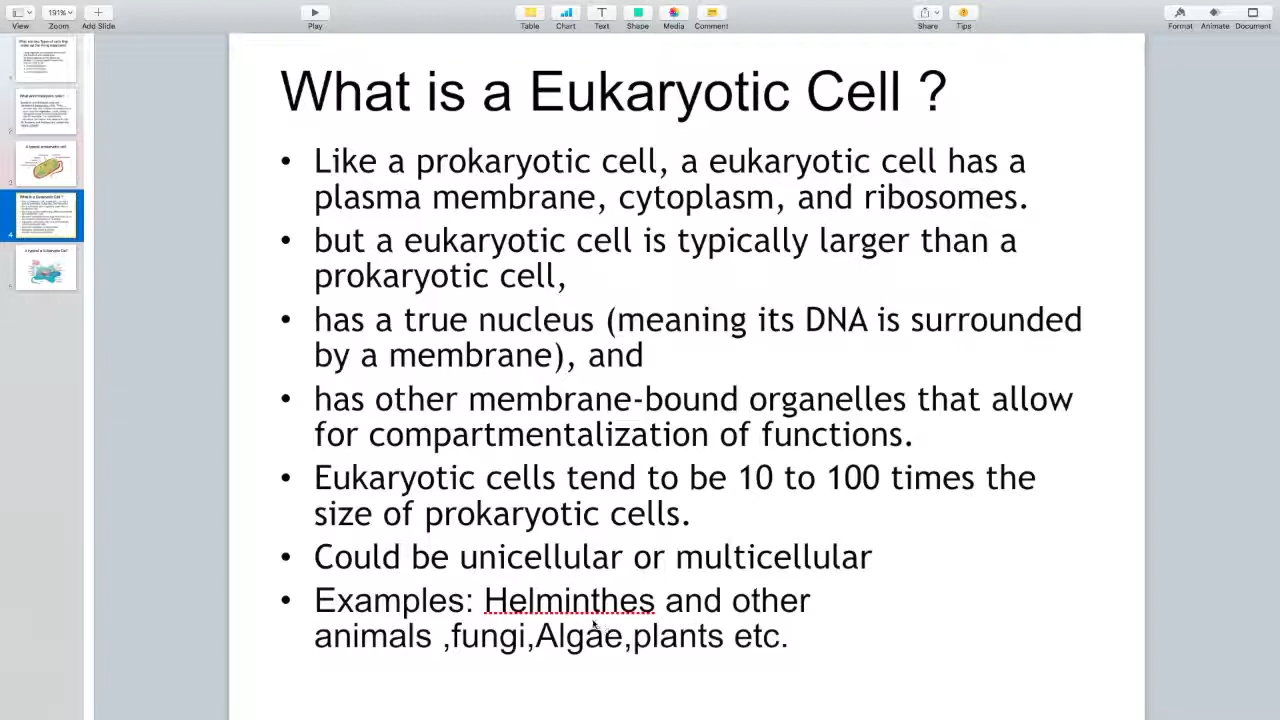 191%
View Zoom Add Slide Play Table Chart Text Shape Media Comment Share Tips Format Animate Document
What is a Eukaryotic Cell ?
• Like a prokaryotic cell, a eukaryotic cell has a
plasma membrane, cytoplasm, and ribosomes.
• but a eukaryotic cell is typically larger than a
prokaryotic cell,
• has a true nucleus (meaning its DNA is surrounded
by a membrane), and
• has other membrane-bound organelles that allow
for compartmentalization of functions.
• Eukaryotic cells tend to be 10 to 100 times the
size of prokaryotic cells.
• Could be unicellular or multicellular
• Examples: Helminthes and other
animals ,fungi,Algae,plants etc.
4